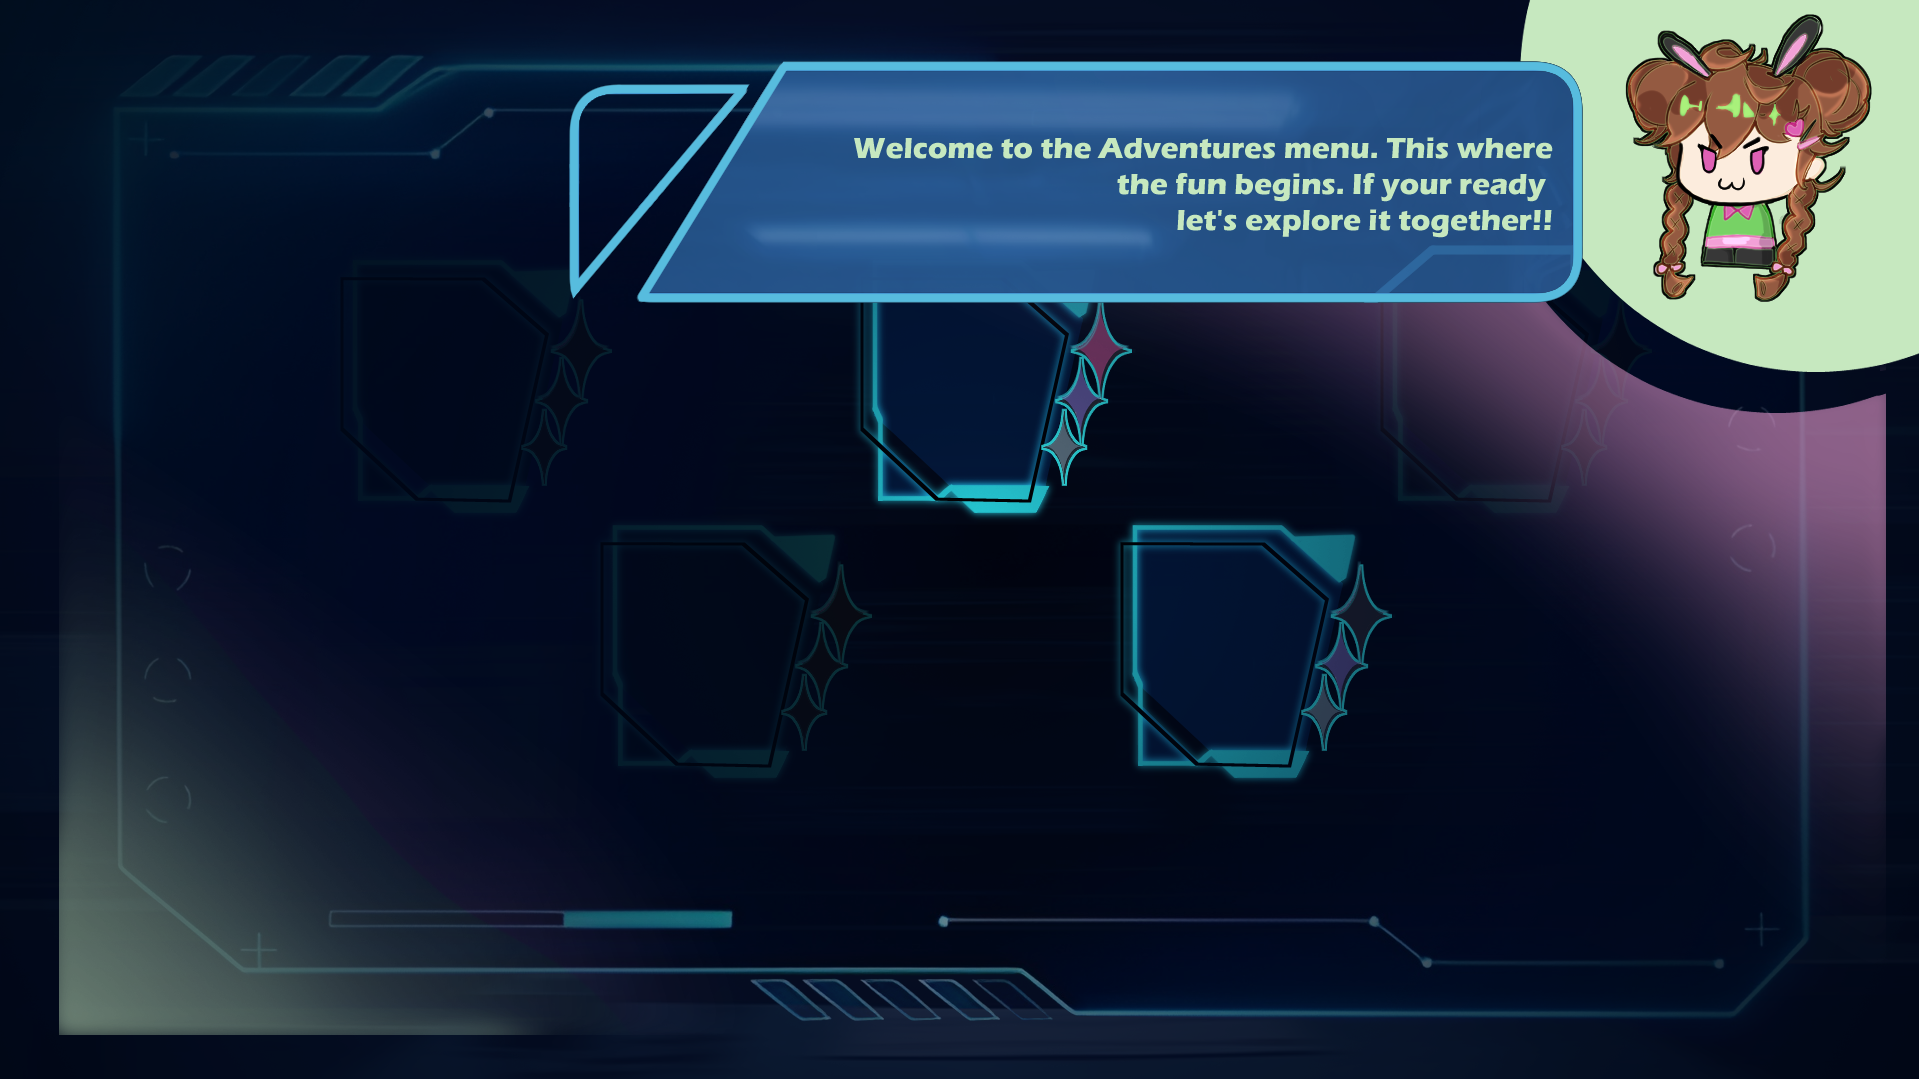 Welcome to the Adventures menu. This where
the fun begins. If your ready
let's explore it together!!